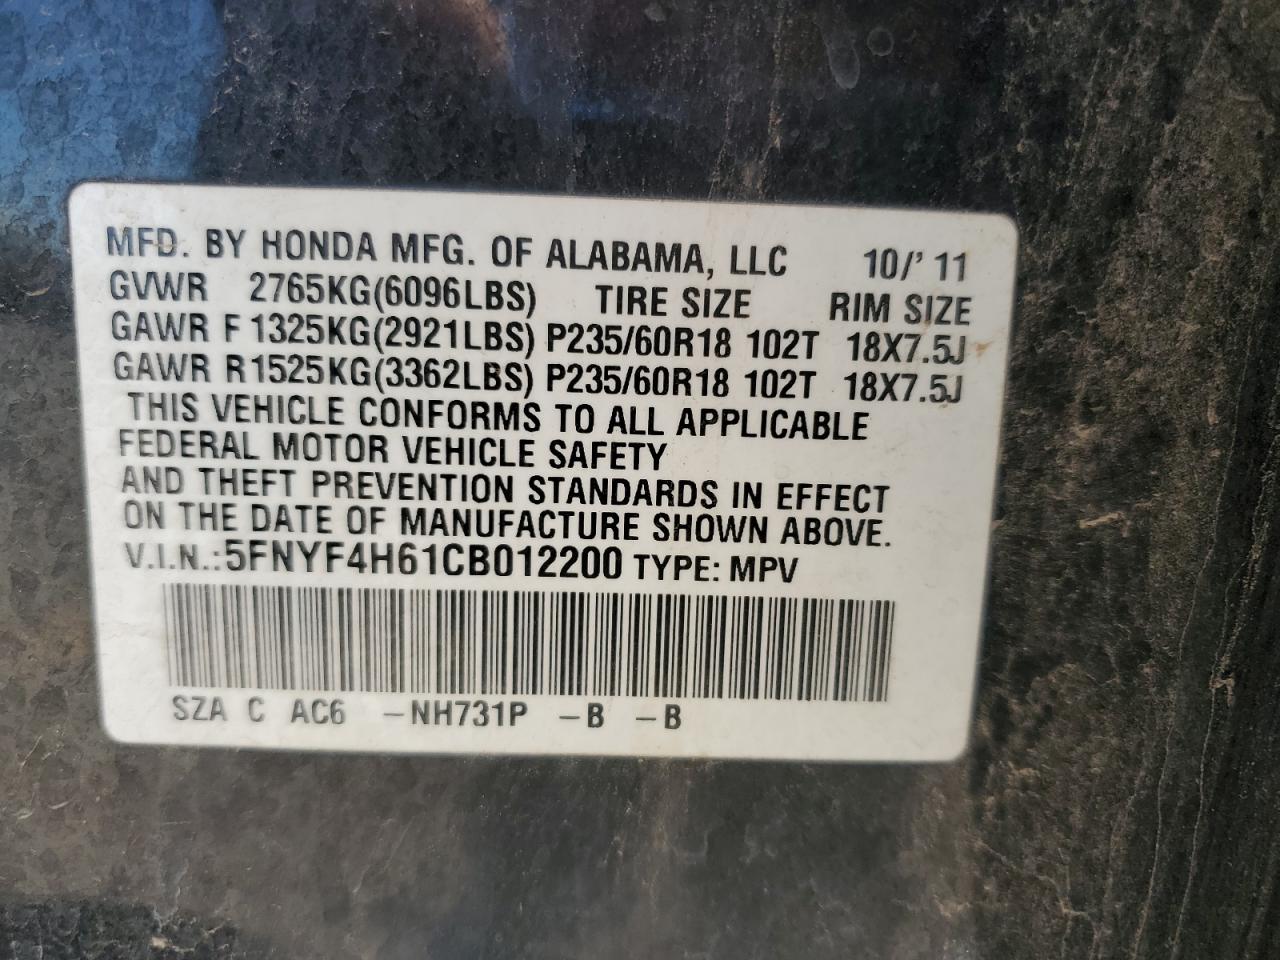 MFD. BY HONDA MFG. OF ALABAMA, LLC 10/' 11
GVWR 2765KG(6096LBS) TIRE SIZE RIM SIZE
GAWR F 1325KG(2921LBS) P235/60R18 102T 18X7.5J
GAWR R1525KG(3362LBS) P235/60R18 102T 18X7.5J
THIS VEHICLE CONFORMS TO ALL APPLICABLE
FEDERAL MOTOR VEHICLE SAFETY
AND THEFT PREVENTION STANDARDS IN EFFECT
ON THE DATE OF MANUFACTURE SHOWN ABOVE.
V.I.N.:5FNYF4H61CB012200 TYPE: MPV
SZA C AC6 -NH731P -B -B